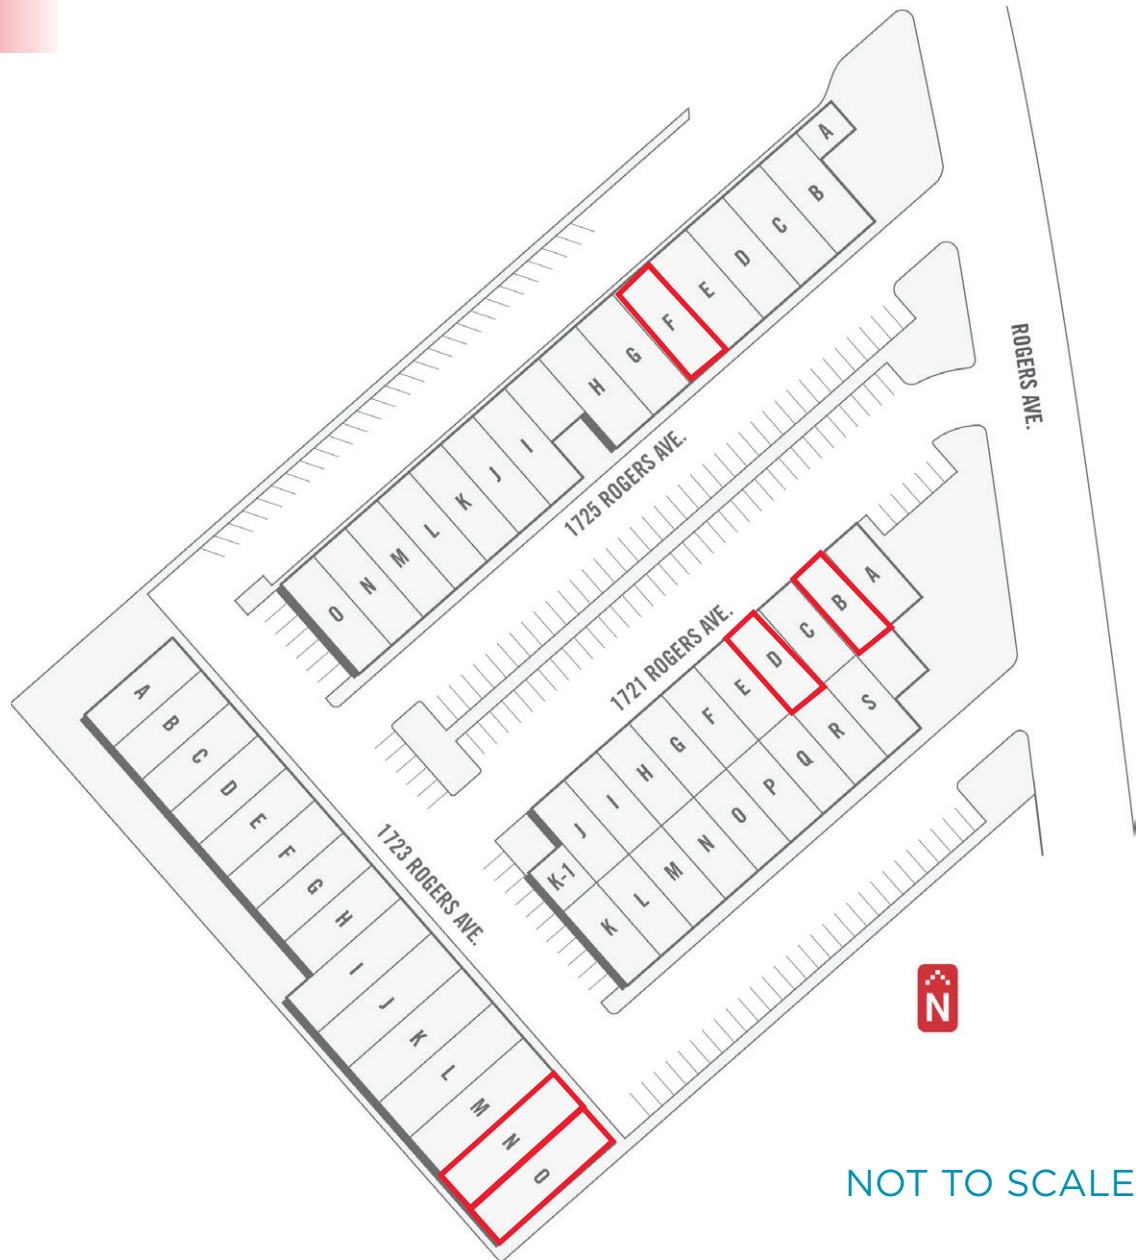 A
B
C
D
E
F
G
H
I
J
K
L
M
N
O
1725 ROGERS AVE.
ROGERS AVE.
1721 ROGERS AVE.
A
B
C
D
E
F
G
H
I
J
K-1
K
L
M
N
O
P
Q
R
S
1723 ROGERS AVE.
A
B
C
D
E
F
G
H
I
J
K
L
M
N
O
N
NOT TO SCALE